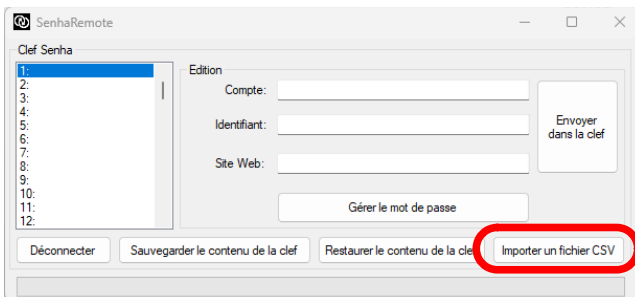 SenhaRemote
Clef Senha
1:
2:
3:
4:
5:
6:
7:
8:
9:
10:
11:
12:
Edition
Compte:
Identifiant:
Site Web:
Envoyer
dans la clef
Gérer le mot de passe
Déconnecter
Sauvegarder le contenu de la clef
Restaurer le contenu de la clef
Importer un fichier CSV